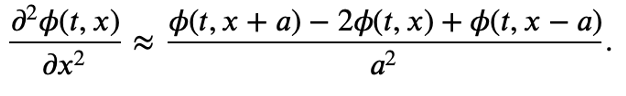 ∂²ϕ(t, x)/∂x² ≈ (ϕ(t, x + a) − 2ϕ(t, x) + ϕ(t, x − a))/a².